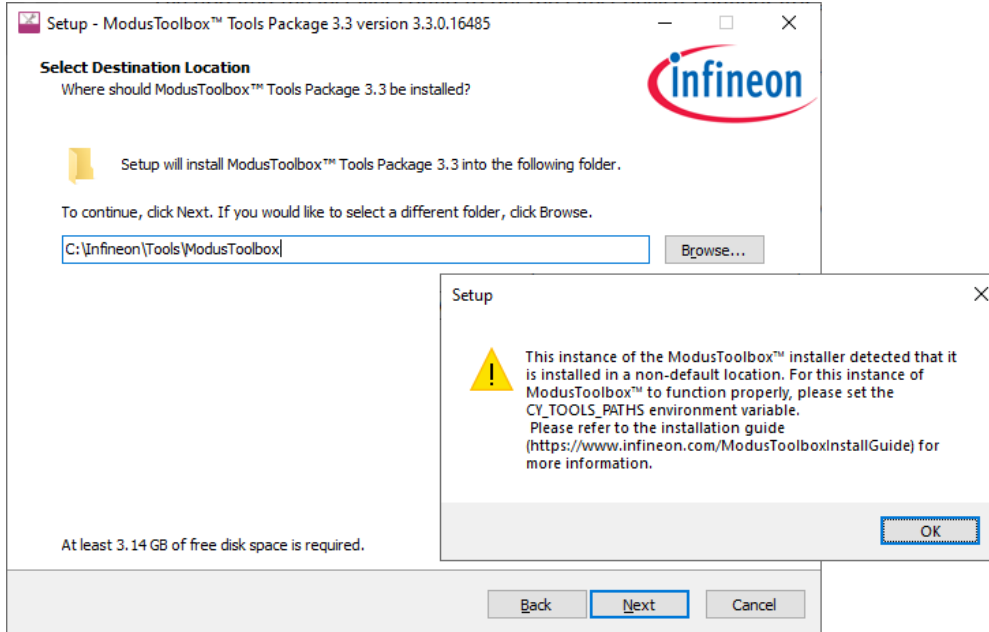 Setup - ModusToolbox™ Tools Package 3.3 version 3.3.0.16485
Select Destination Location
Where should ModusToolbox™ Tools Package 3.3 be installed?
infineon
Setup will install ModusToolbox™ Tools Package 3.3 into the following folder.
To continue, click Next. If you would like to select a different folder, click Browse.
C:\Infineon\Tools\ModusToolbox
Browse...
Setup
This instance of the ModusToolbox™ installer detected that it
is installed in a non-default location. For this instance of
ModusToolbox™ to function properly, please set the
CY_TOOLS_PATHS environment variable.
Please refer to the installation guide
(https://www.infineon.com/ModusToolboxInstallGuide) for
more information.
OK
At least 3.14 GB of free disk space is required.
Back
Next
Cancel